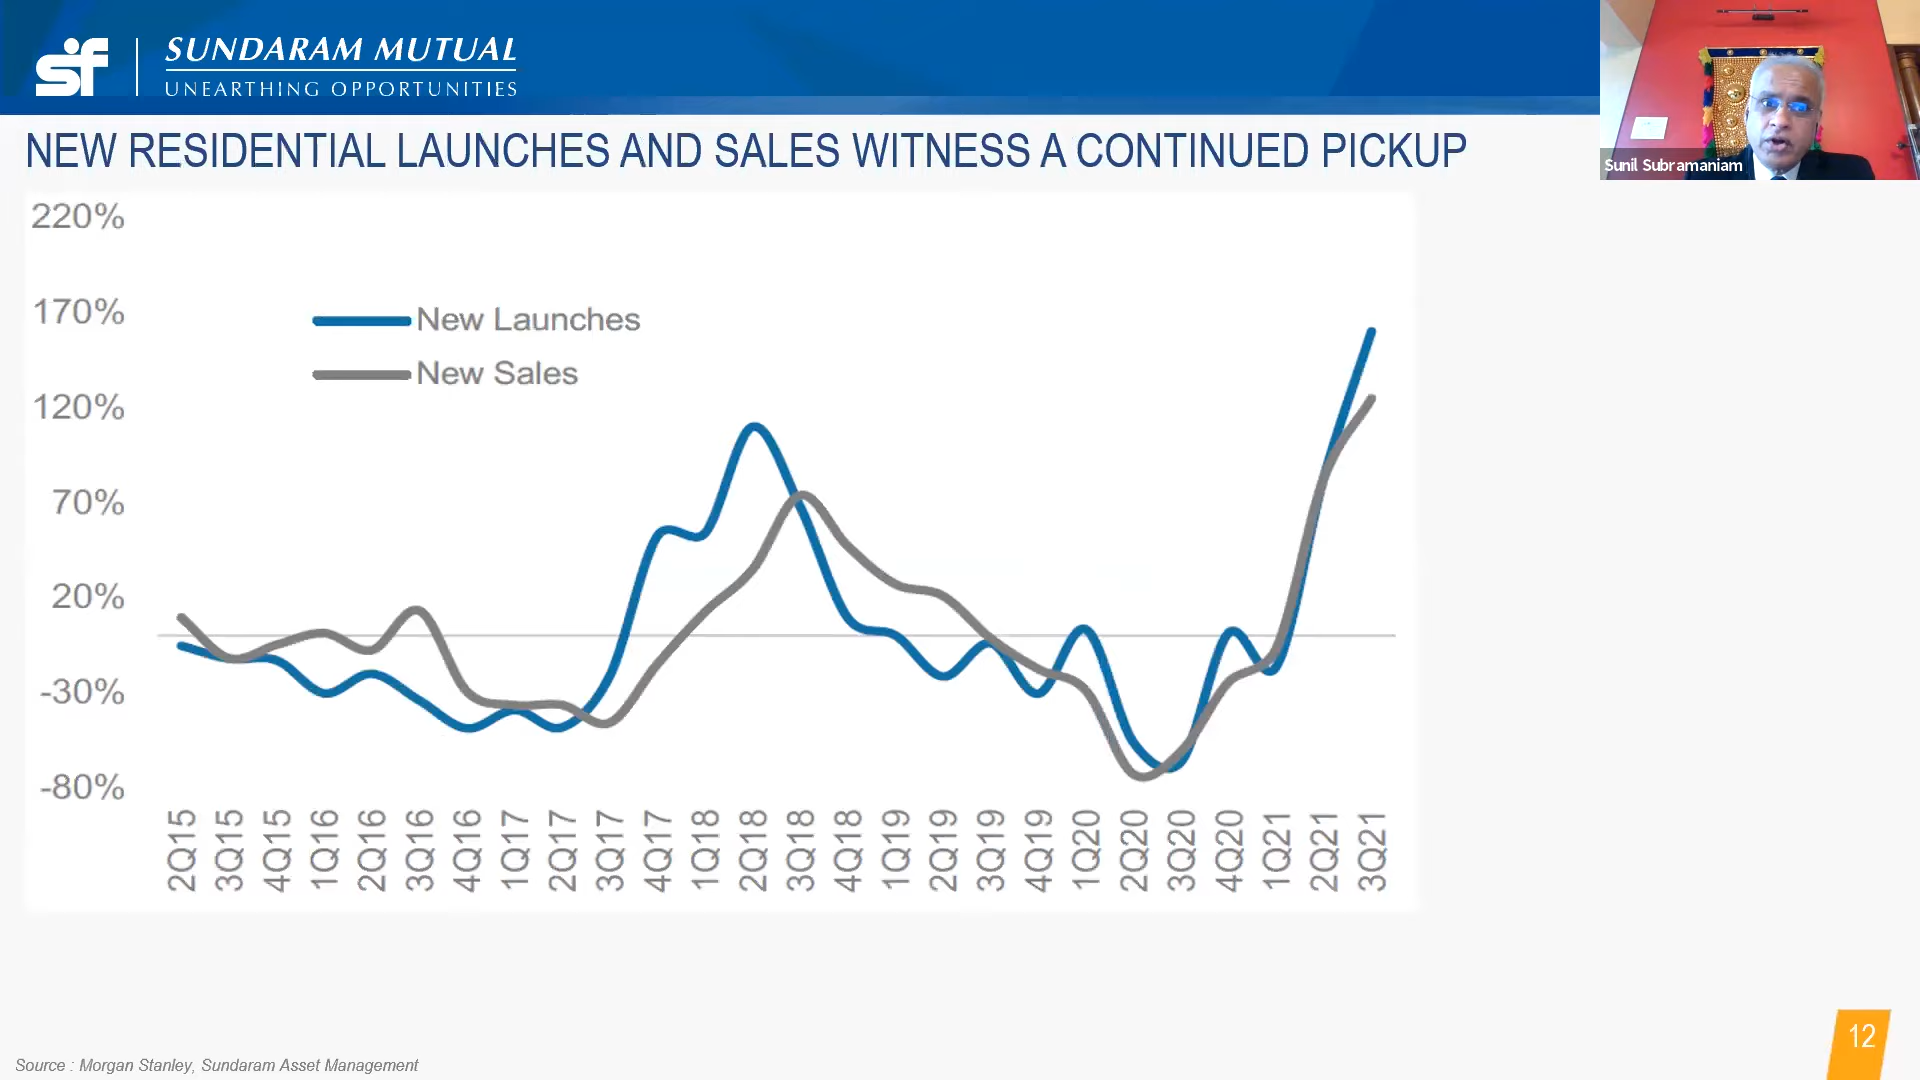 sf
SUNDARAM MUTUAL
UNEARTHING OPPORTUNITIES
Sunil Subramaniam
NEW RESIDENTIAL LAUNCHES AND SALES WITNESS A CONTINUED PICKUP
220%
170%
120%
70%
20%
-30%
-80%
New Launches
New Sales
2Q15
3Q15
4Q15
1Q16
2Q16
3Q16
4Q16
1Q17
2Q17
3Q17
4Q17
1Q18
2Q18
3Q18
4Q18
1Q19
2Q19
3Q19
4Q19
1Q20
2Q20
3Q20
4Q20
1Q21
2Q21
3Q21
Source : Morgan Stanley, Sundaram Asset Management
12